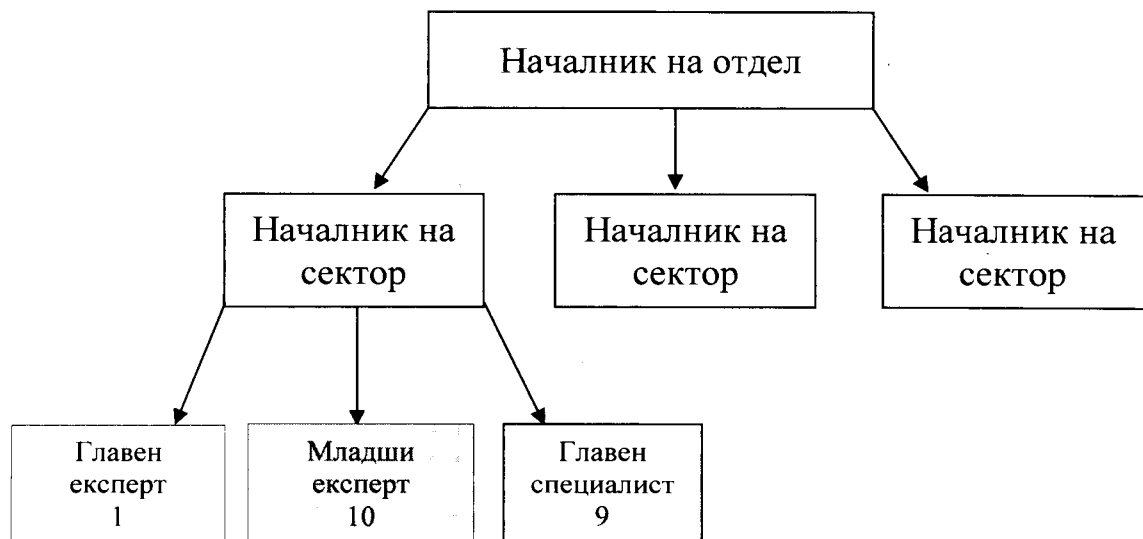 Началник на отдел
Началник на
сектор
Началник на
сектор
Началник на
сектор
Главен
експерт
1
Младши
експерт
10
Главен
специалист
9